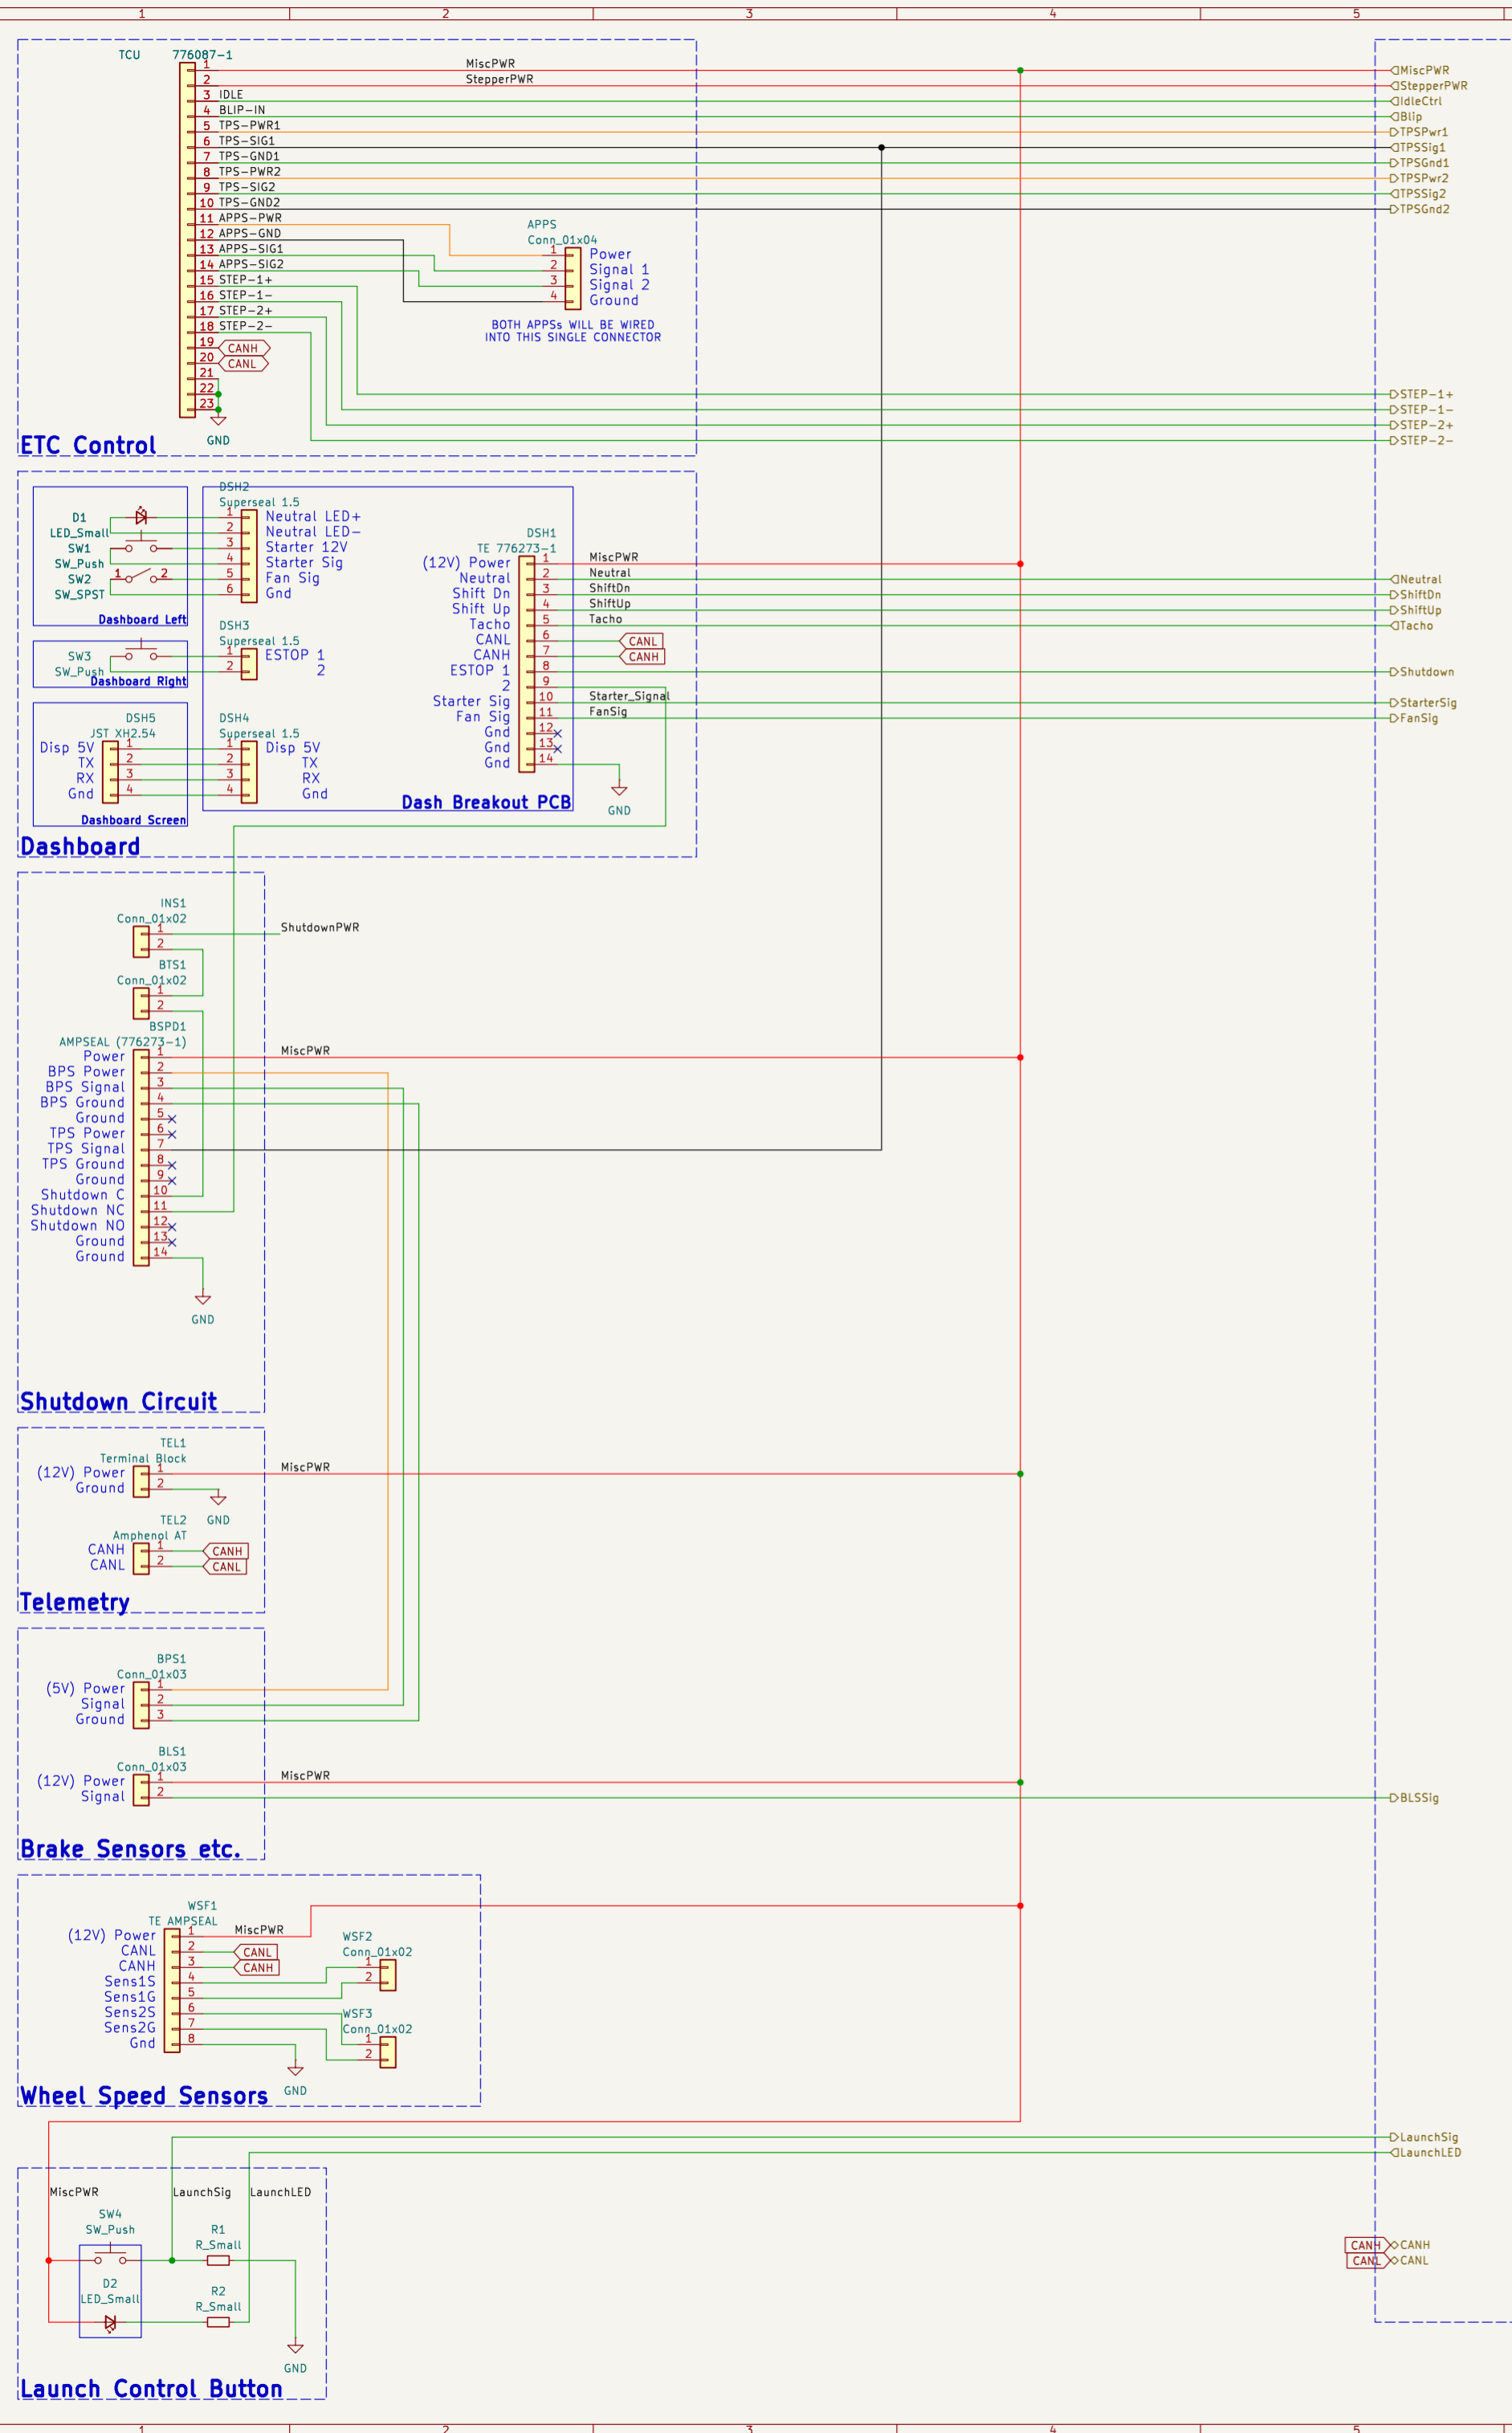 1 2 3 4 5
TCU 776087-1
1 MiscPWR MiscPWR
2 StepperPWR StepperPWR
3 IDLE IdleCtrl
4 BLIP-IN Blip
5 TPS-PWR1 TPSPwr1
6 TPS-SIG1 TPSSig1
7 TPS-GND1 TPSGnd1
8 TPS-PWR2 TPSPwr2
9 TPS-SIG2 TPSSig2
10 TPS-GND2 TPSGnd2
11 APPS-PWR
12 APPS-GND
13 APPS-SIG1
14 APPS-SIG2
15 STEP-1+
16 STEP-1-
17 STEP-2+
18 STEP-2-
19 CANH
20 CANL
21
22
23
GND
APPS
Conn_01x04
1 Power
2 Signal 1
3 Signal 2
4 Ground
BOTH APPSs WILL BE WIRED
INTO THIS SINGLE CONNECTOR
STEP-1+
STEP-1-
STEP-2+
STEP-2-
ETC Control
D1
LED_Small
SW1
SW_Push
SW2
SW_SPST
1 2
Dashboard Left
DSH2
Superseal 1.5
1 Neutral LED+
2 Neutral LED-
3 Starter 12V
4 Starter Sig
5 Fan Sig
6 Gnd
SW3
SW_Push
Dashboard Right
DSH3
Superseal 1.5
1 ESTOP 1
2 2
DSH5
JST XH2.54
Disp 5V 1
TX 2
RX 3
Gnd 4
Dashboard Screen
DSH4
Superseal 1.5
1 Disp 5V
2 TX
3 RX
4 Gnd
DSH1
TE 776273-1
(12V) Power 1 MiscPWR
Neutral 2 Neutral Neutral
Shift Dn 3 ShiftDn ShiftDn
Shift Up 4 ShiftUp ShiftUp
Tacho 5 Tacho Tacho
CANL 6 CANL
CANH 7 CANH
ESTOP 1 8 Shutdown
2 9
Starter Sig 10 Starter_Signal StarterSig
Fan Sig 11 FanSig FanSig
Gnd 12
Gnd 13
Gnd 14
GND
Dash Breakout PCB
Dashboard
INS1
Conn_01x02
1 ShutdownPWR
2
BTS1
Conn_01x02
1
2
BSPD1
AMPSEAL (776273-1)
Power 1 MiscPWR
BPS Power 2
BPS Signal 3
BPS Ground 4
Ground 5
TPS Power 6
TPS Signal 7
TPS Ground 8
Ground 9
Shutdown C 10
Shutdown NC 11
Shutdown NO 12
Ground 13
Ground 14
GND
Shutdown Circuit
TEL1
Terminal Block
(12V) Power 1 MiscPWR
Ground 2
GND
TEL2
Amphenol AT
CANH 1 CANH
CANL 2 CANL
Telemetry
BPS1
Conn_01x03
(5V) Power 1
Signal 2
Ground 3
BLS1
Conn_01x03
(12V) Power 1 MiscPWR
Signal 2 BLSSig
Brake Sensors etc.
WSF1
TE AMPSEAL
(12V) Power 1 MiscPWR
CANL 2 CANL
CANH 3 CANH
Sens1S 4
Sens1G 5
Sens2S 6
Sens2G 7
Gnd 8
GND
WSF2
Conn_01x02
1
2
WSF3
Conn_01x02
1
2
Wheel Speed Sensors
LaunchSig
LaunchLED
MiscPWR LaunchSig LaunchLED
SW4
SW_Push
R1
R_Small
D2
LED_Small
R2
R_Small
GND
CANH CANH
CANL CANL
Launch Control Button
1 2 3 4 5